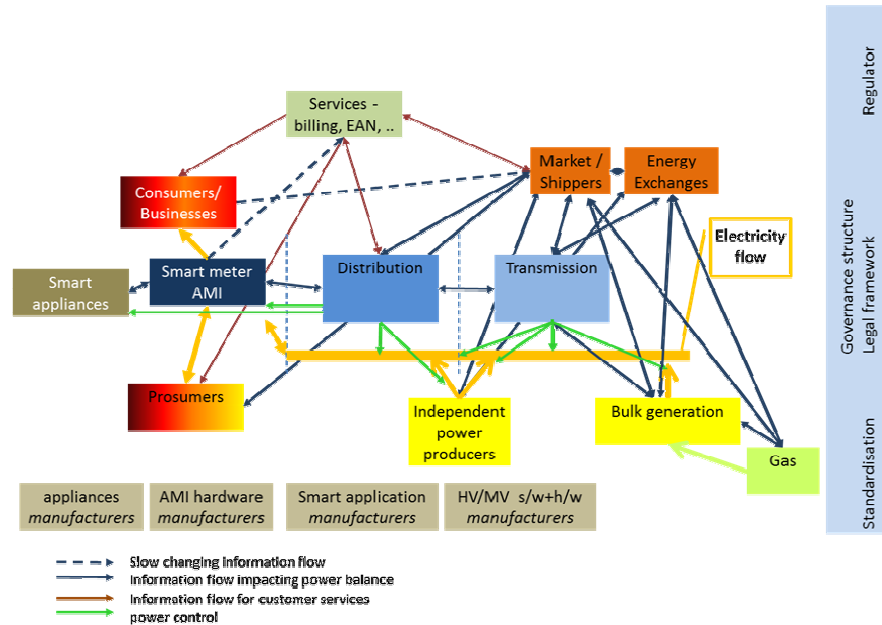 Services -
billing, EAN, ..
Market /
Shippers
Energy
Exchanges
Consumers/
Businesses
Electricity
flow
Smart
appliances
Smart meter
AMI
Distribution
Transmission
Prosumers
Independent
power
producers
Bulk generation
Gas
appliances
manufacturers
AMI hardware
manufacturers
Smart application
manufacturers
HV/MV s/w+h/w
manufacturers
Slow changing information flow
Information flow impacting power balance
Information flow for customer services
power control
Regulator
Governance structure
Legal framework
Standardisation